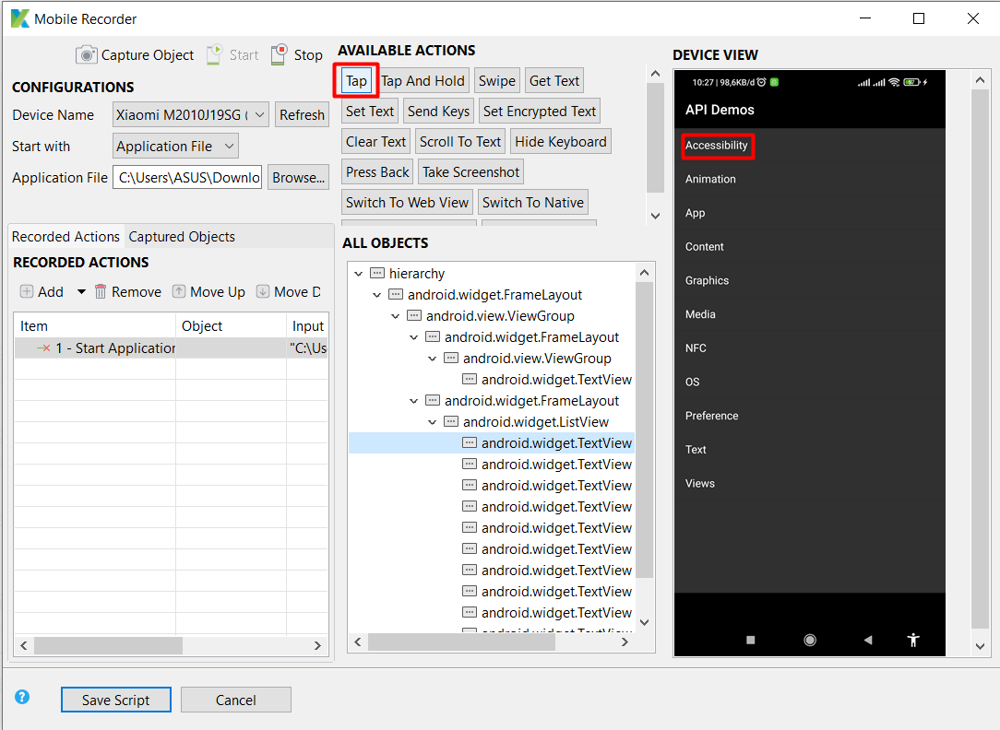 Mobile Recorder
Capture Object Start Stop
CONFIGURATIONS
Device Name Xiaomi M2010J19SG ( Refresh
Start with Application File
Application File C:\Users\ASUS\Downlo Browse...
AVAILABLE ACTIONS
Tap Tap And Hold Swipe Get Text
Set Text Send Keys Set Encrypted Text
Clear Text Scroll To Text Hide Keyboard
Press Back Take Screenshot
Switch To Web View Switch To Native
Recorded Actions Captured Objects
RECORDED ACTIONS
Add Remove Move Up Move D
Item Object Input
1 - Start Application "C:\Us
ALL OBJECTS
hierarchy
android.widget.FrameLayout
android.view.ViewGroup
android.widget.FrameLayout
android.view.ViewGroup
android.widget.TextView
android.widget.FrameLayout
android.widget.ListView
android.widget.TextView
android.widget.TextView
android.widget.TextView
android.widget.TextView
android.widget.TextView
android.widget.TextView
android.widget.TextView
android.widget.TextView
android.widget.TextView
DEVICE VIEW
10:27 | 98,6KB/d
API Demos
Accessibility
Animation
App
Content
Graphics
Media
NFC
OS
Preference
Text
Views
Save Script Cancel